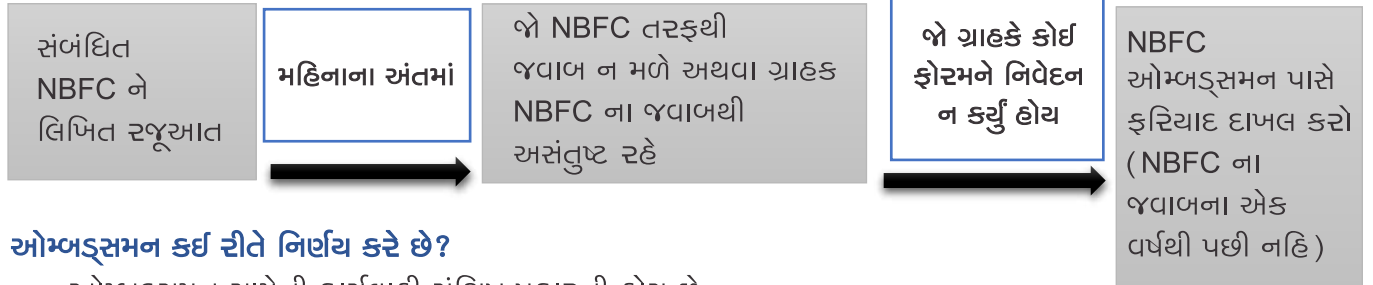 સંબંધિત
NBFC ને
લિખિત રજૂઆત
મહિનાના અંતમાં
જો NBFC તરફથી
જવાબ ન મળે અથવા ગ્રાહક
NBFC ના જવાબથી
અસંતુષ્ટ રહે
જો ગ્રાહકે કોઈ
ફોરમને નિવેદન
ન કર્યું હોય
NBFC
ઓમ્બડ્સમન પાસે
ફરિયાદ દાખલ કરો
( NBFC ના
જવાબના એક
વર્ષથી પછી નહિ )
ઓમ્બડ્સમન કઈ રીતે નિર્ણય કરે છે?